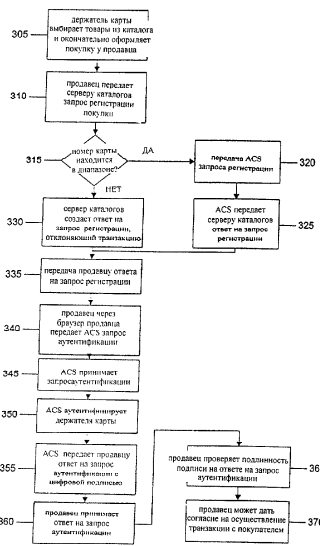 держатель карты
выбирает товары из каталога
и окончательно оформляет
покупку у продавца
305
продавец передает
серверу каталогов
запрос регистрации
покупки
310
номер карты
находится
в диапазоне?
315
ДА
НЕТ
передача ACS
запроса регистрации
320
сервер каталогов
создает ответ на
запрос регистрации,
отклоняющий транзакцию
330
ACS передает
серверу каталогов
ответ на запрос
регистрации
325
передача продавцу ответа
на запрос регистрации
335
продавец через
браузер продавца
передает ACS запрос
аутентификации
340
ACS принимает
запросаутентификации
345
ACS аутентифицирует
держателя карты
350
ACS передает продавцу
ответ на запрос
аутентификации с
цифровой подписью
355
продавец принимает
ответ на запрос
аутентификации
360
продавец проверяет подлинность
подписи на ответе на запрос
аутентификации
36
продавец может дать
согласие на осуществление
транзакции с покупателем
370